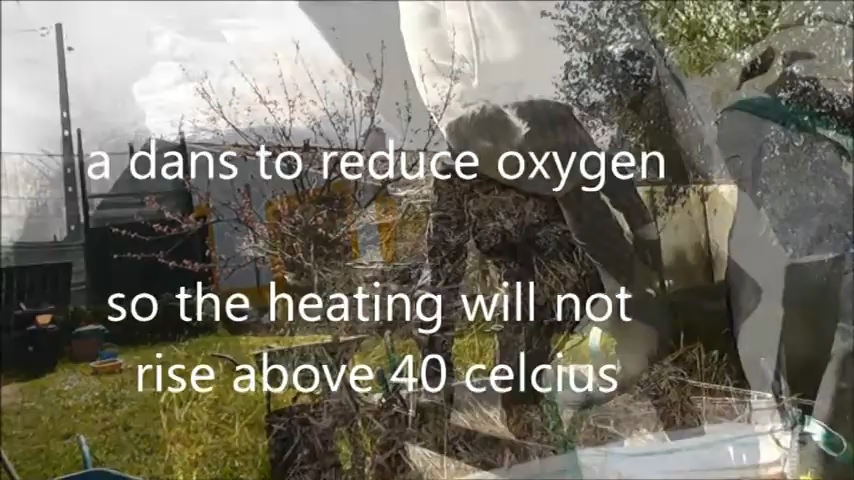 a dans to reduce oxygen
so the heating will not
rise above 40 celcius